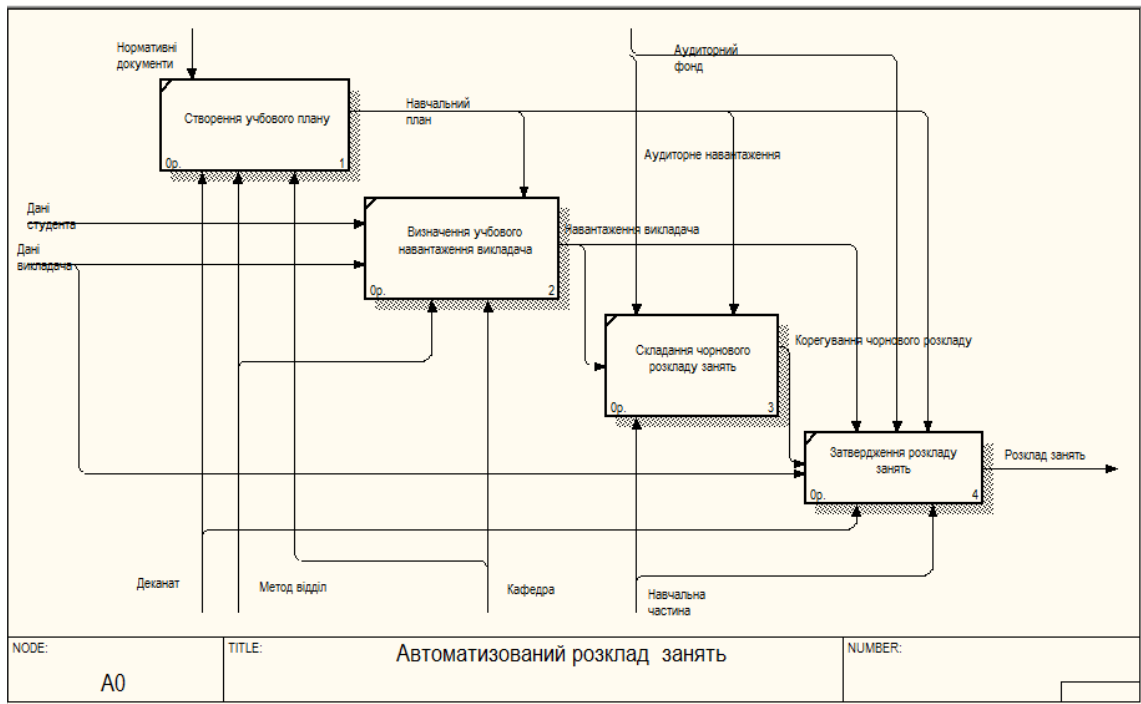 Нормативні
документи
Аудиторний
фонд
Створення учбового плану
0р.
1
Навчальний
план
Аудиторне навантаження
Дані
студента
Дані
викладача
Визначення учбового
навантаження викладача
0р.
2
Навантаження викладача
Складання чорнового
розкладу занять
0р.
3
Корегування чорнового розкладу
Затвердження розкладу
занять
0р.
4
Розклад занять
Деканат
Метод відділ
Кафедра
Навчальна
частина
NODE:
A0
TITLE:
Автоматизований розклад занять
NUMBER: